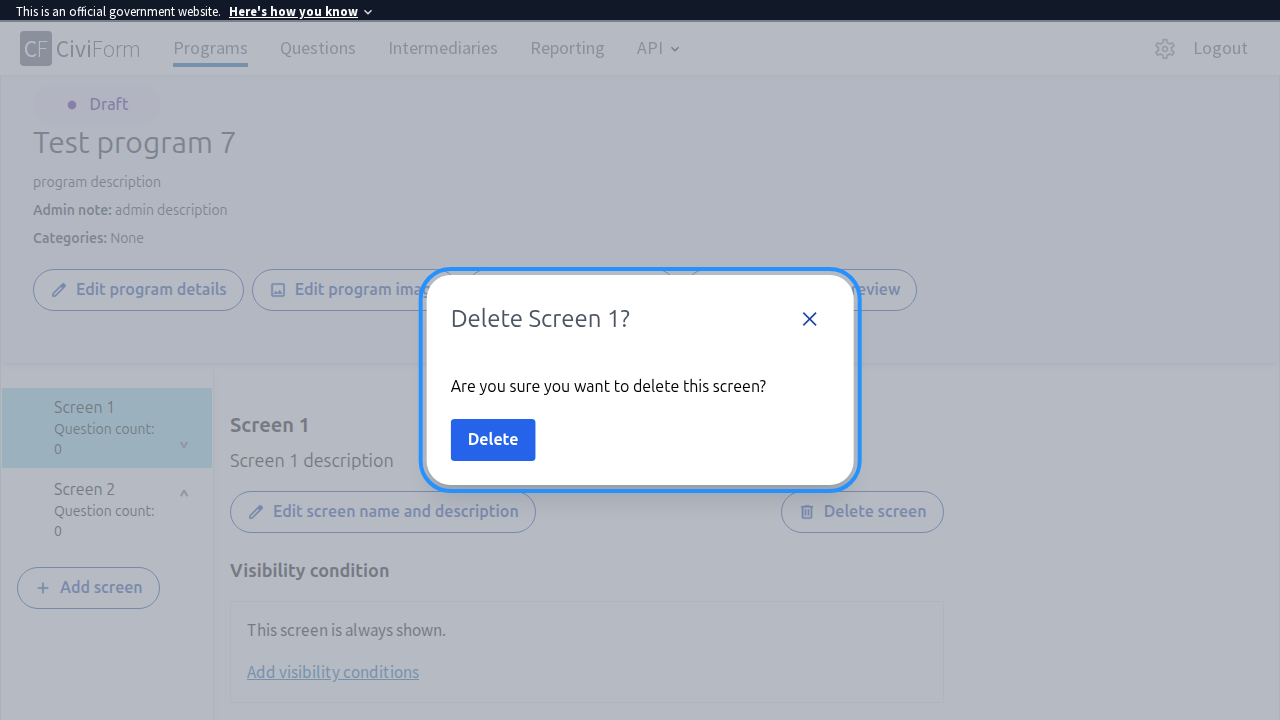 This is an official government website. Here's how you know
CF CiviForm Programs Questions Intermediaries Reporting API Logout
Draft
Test program 7
program description
Admin note: admin description
Categories: None
Edit program details Edit program imag eview
Delete Screen 1?
Are you sure you want to delete this screen?
Delete
Screen 1
Question count:
0
Screen 2
Question count:
0
Add screen
Screen 1
Screen 1 description
Edit screen name and description Delete screen
Visibility condition
This screen is always shown.
Add visibility conditions